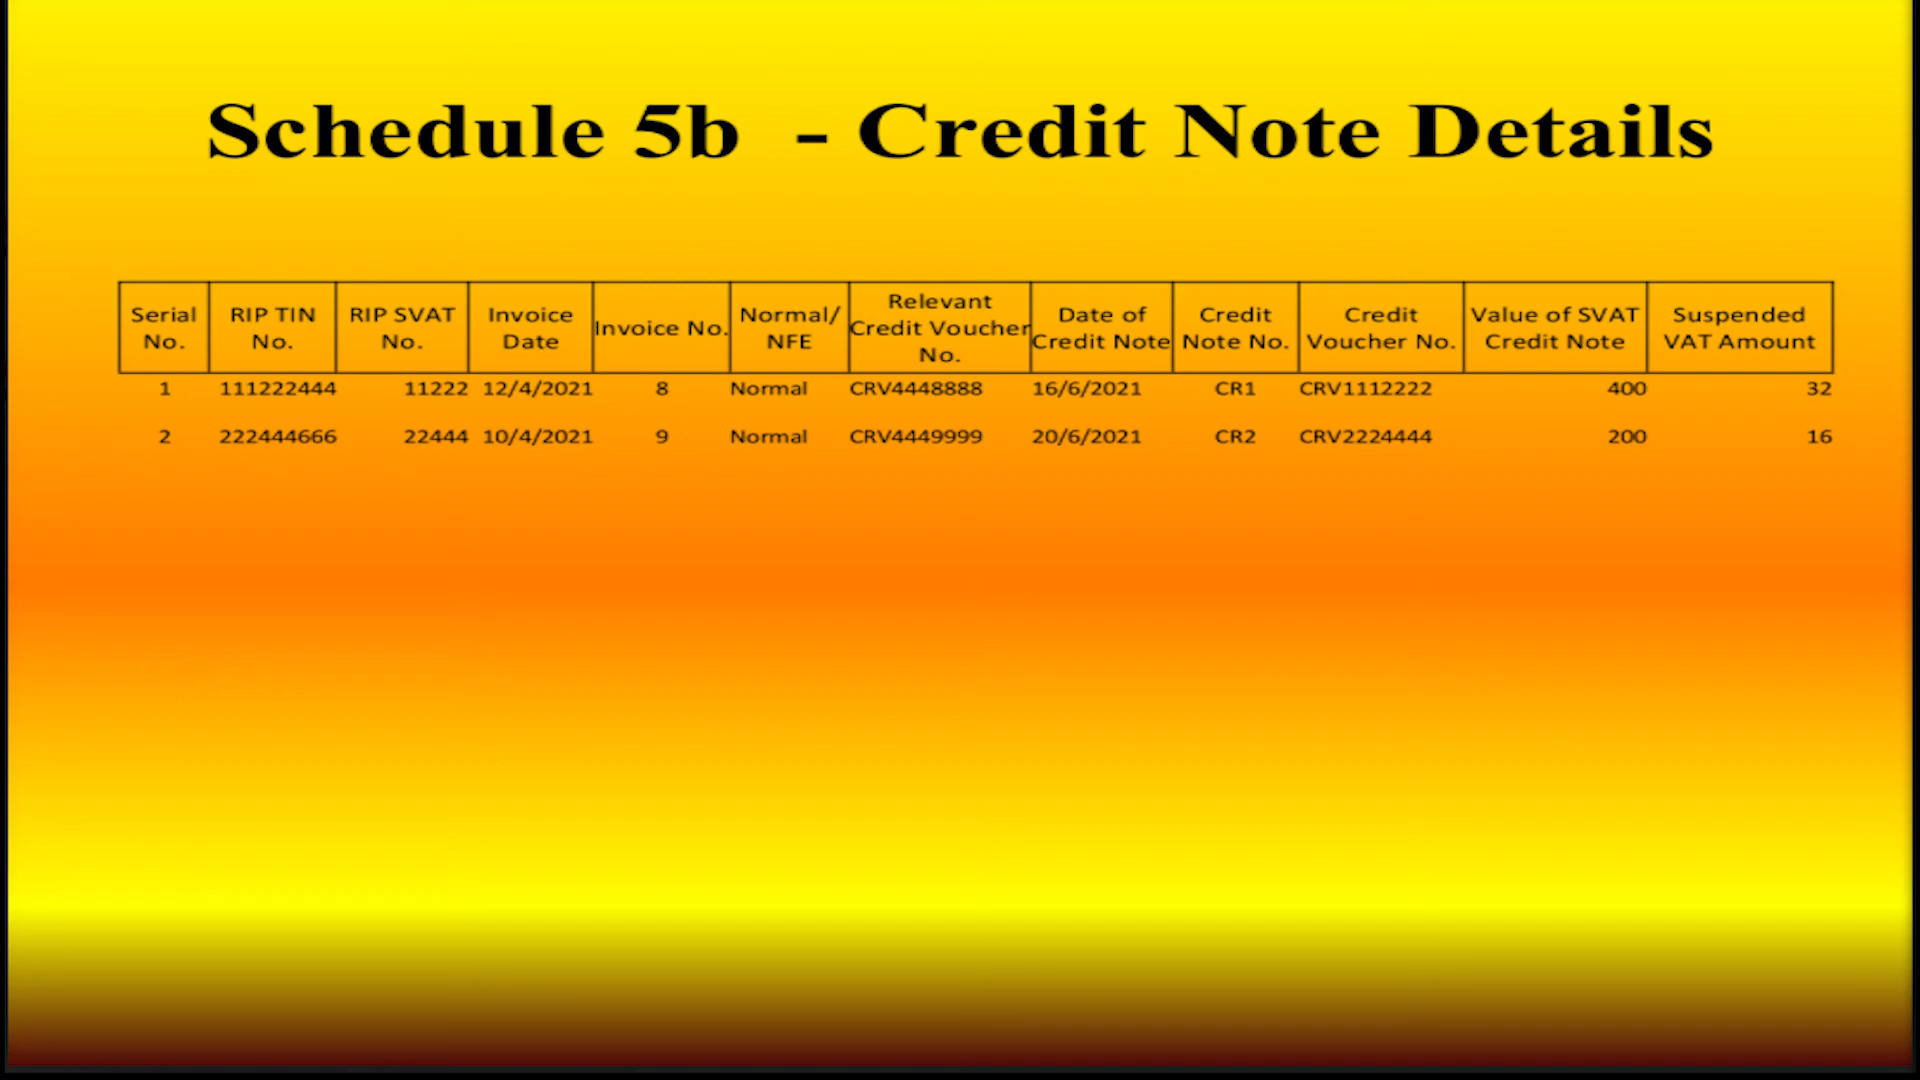 Schedule 5b - Credit Note Details
Serial No. RIP TIN No. RIP SVAT No. Invoice Date Invoice No. Normal/ NFE Relevant Credit Voucher No. Date of Credit Note Credit Note No. Credit Voucher No. Value of SVAT Credit Note Suspended VAT Amount
1 111222444 11222 12/4/2021 8 Normal CRV4448888 16/6/2021 CR1 CRV1112222 400 32
2 222444666 22444 10/4/2021 9 Normal CRV4449999 20/6/2021 CR2 CRV2224444 200 16